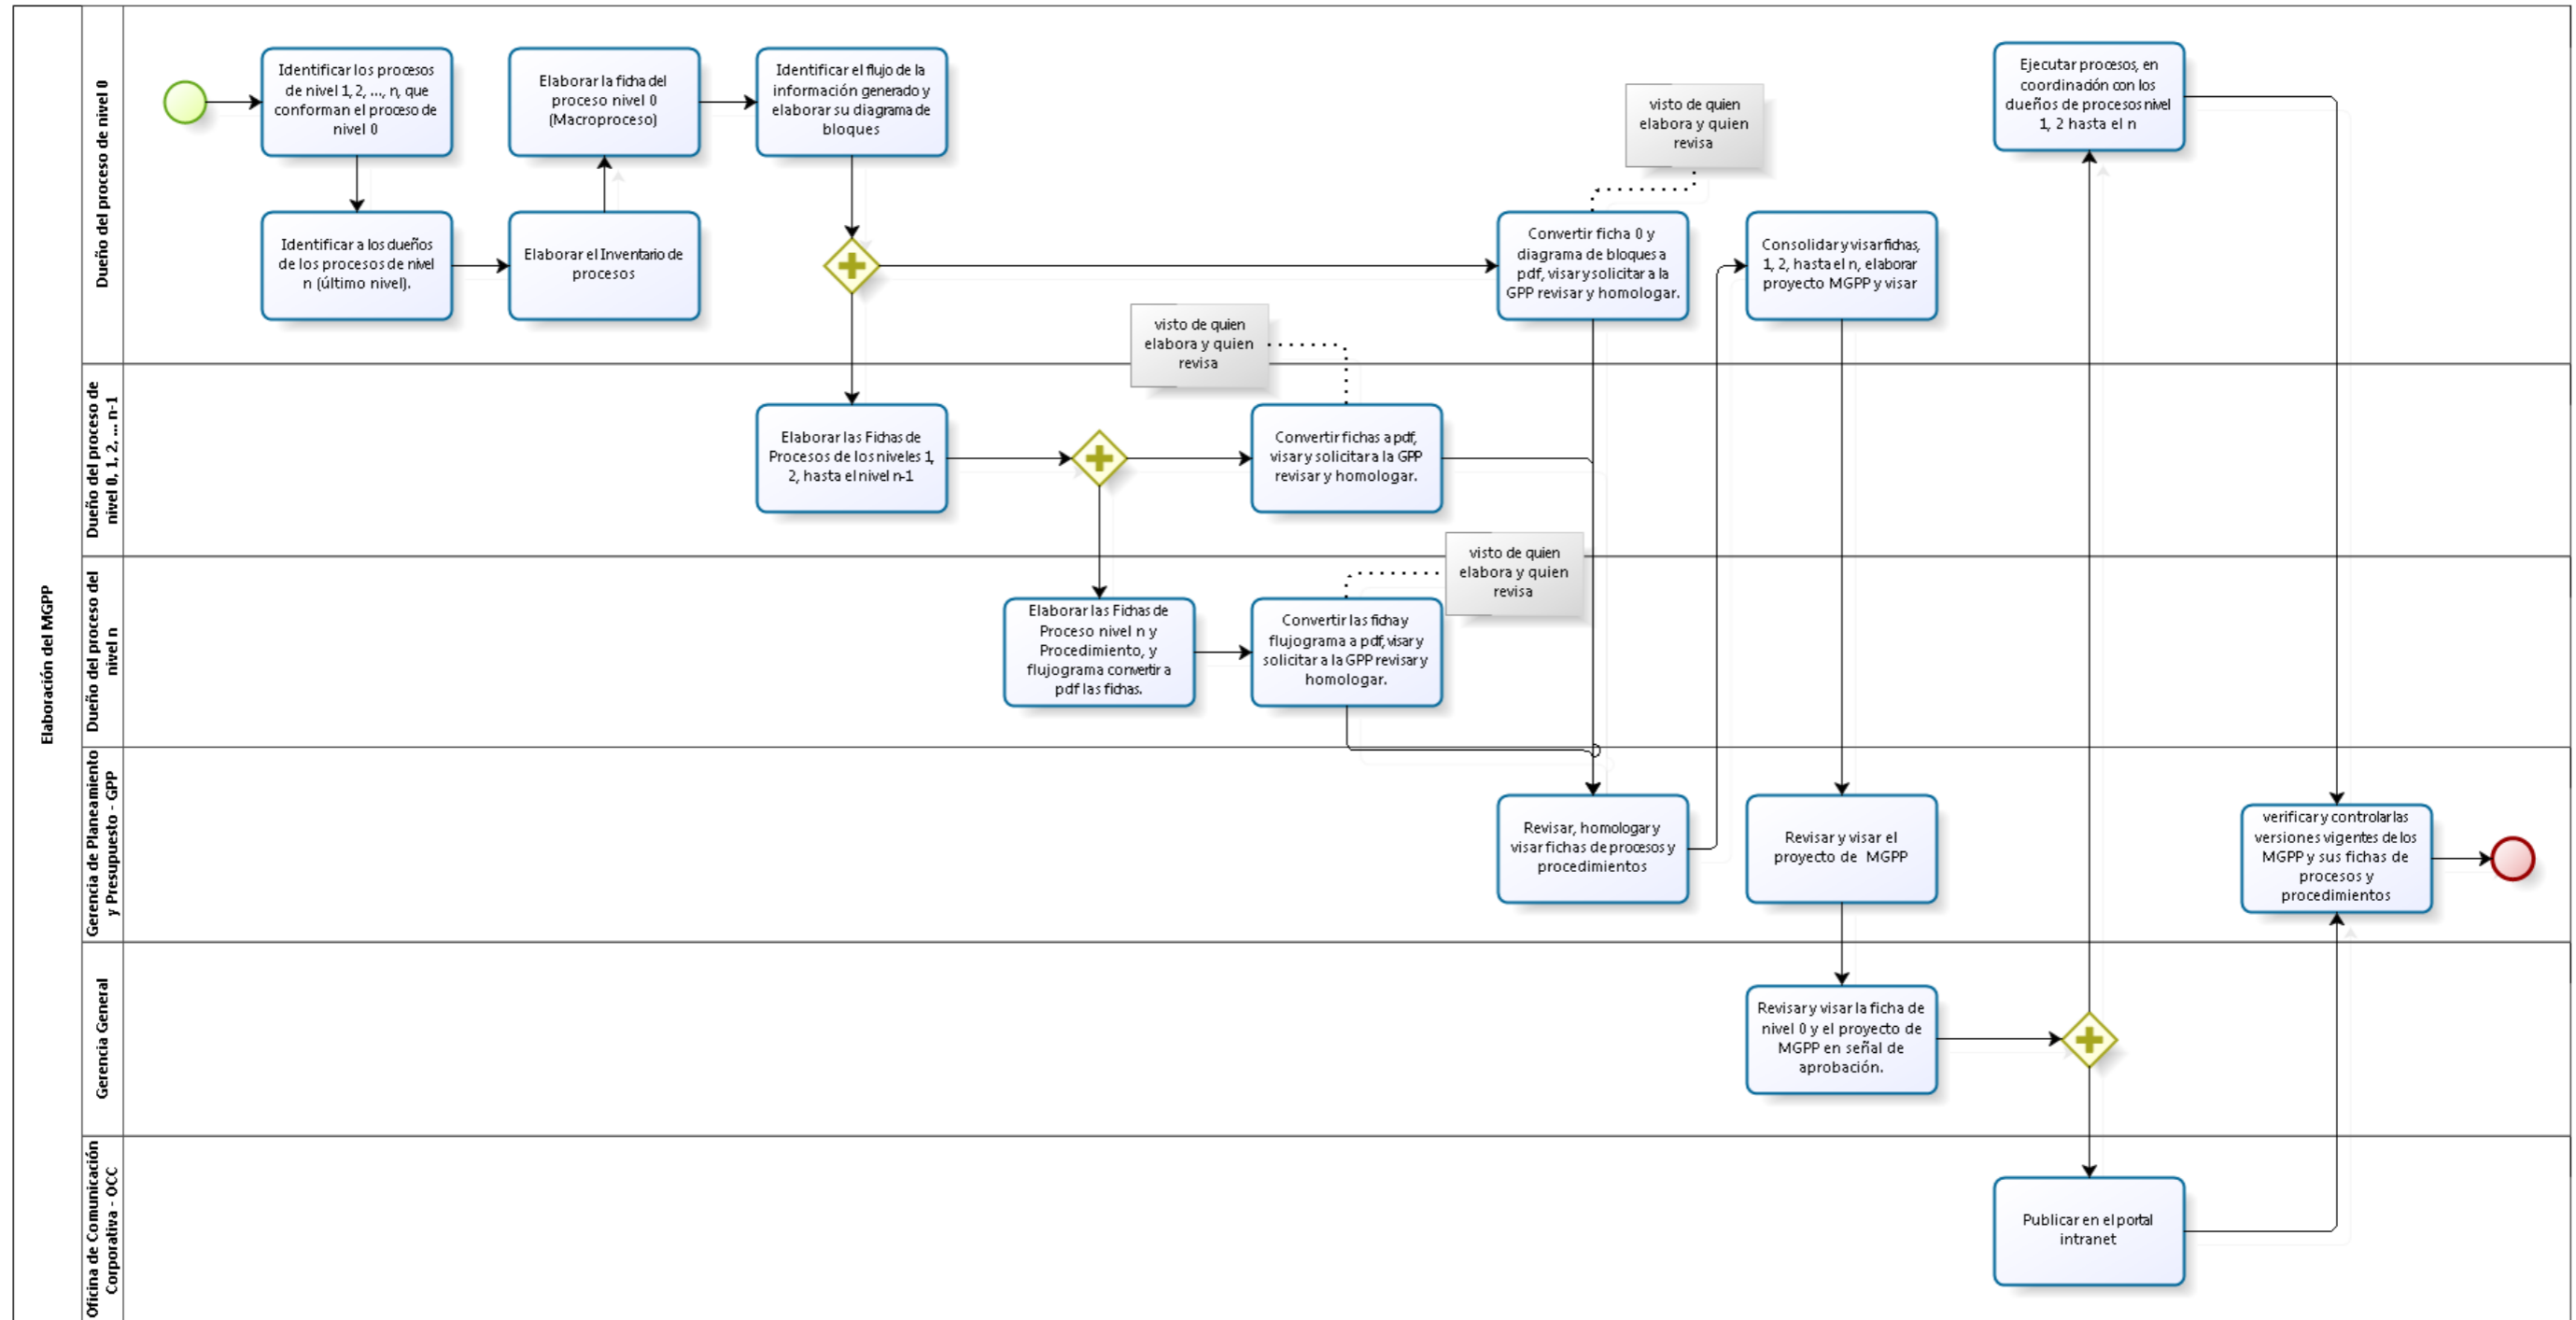 Elaboración del MGPP
Dueño del proceso de nivel 0
Identificar los procesos
de nivel 1, 2, ..., n, que
conforman el proceso de
nivel 0
Elaborar la ficha del
proceso nivel 0
(Macroproceso)
Identificar el flujo de la
información generado y
elaborar su diagrama de
bloques
Identificar a los dueños
de los procesos de nivel
n (último nivel).
Elaborar el Inventario de
procesos
visto de quien
elabora y quien
revisa
Convertir ficha 0 y
diagrama de bloques a
pdf, visar y solicitar a la
GPP revisar y homologar.
Consolidar y visar fichas,
1, 2, hasta el n, elaborar
proyecto MGPP y visar
Ejecutar procesos, en
coordinación con los
dueños de procesos nivel
1, 2 hasta el n
Dueño del proceso de
nivel 0, 1, 2, ... n-1
visto de quien
elabora y quien
revisa
Elaborar las Fichas de
Procesos de los niveles 1,
2, hasta el nivel n-1
Convertir fichas a pdf,
visar y solicitar a la GPP
revisar y homologar.
Dueño del proceso del
nivel n
visto de quien
elabora y quien
revisa
Elaborar las Fichas de
Proceso nivel n y
Procedimiento, y
flujograma convertir a
pdf las fichas.
Convertir las ficha y
flujograma a pdf, visar y
solicitar a la GPP revisar y
homologar.
Gerencia de Planeamiento
y Presupuesto - GPP
Revisar, homologar y
visar fichas de procesos y
procedimientos
Revisar y visar el
proyecto de MGPP
verificar y controlar las
versiones vigentes de los
MGPP y sus fichas de
procesos y
procedimientos
Gerencia General
Revisar y visar la ficha de
nivel 0 y el proyecto de
MGPP en señal de
aprobación.
Oficina de Comunicación
Corporativa - OCC
Publicar en el portal
intranet